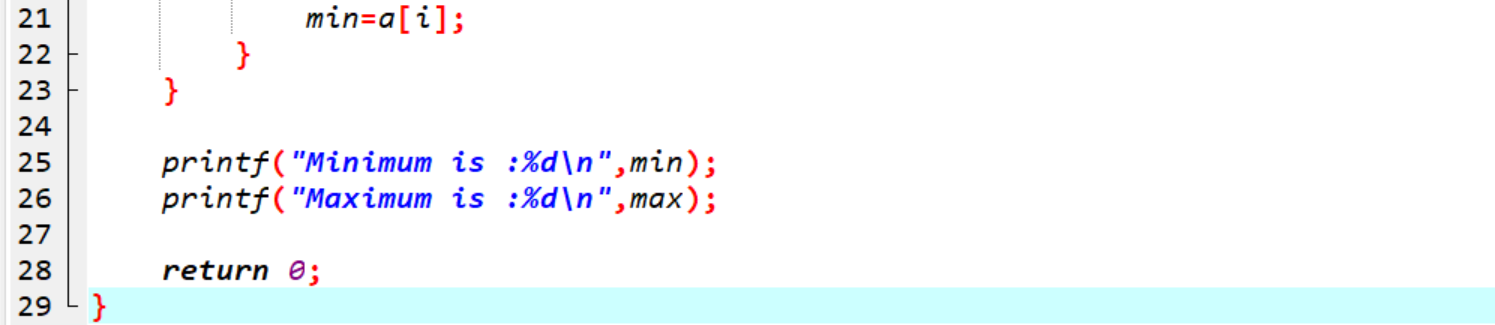 21 min=a[i];
22 }
23 }
24
25 printf("Minimum is :%d\n",min);
26 printf("Maximum is :%d\n",max);
27
28 return 0;
29 }